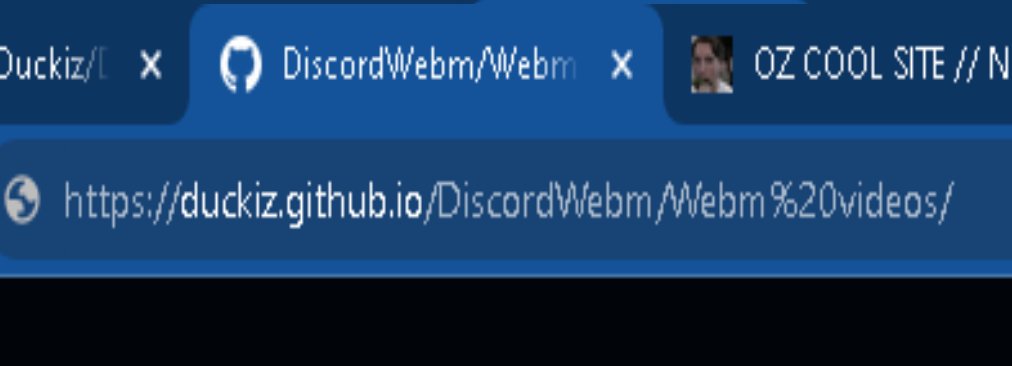 Duckiz/ DiscordWebm/Webm OZ COOL SITE // N
https://duckiz.github.io/DiscordWebm/Webm%20videos/